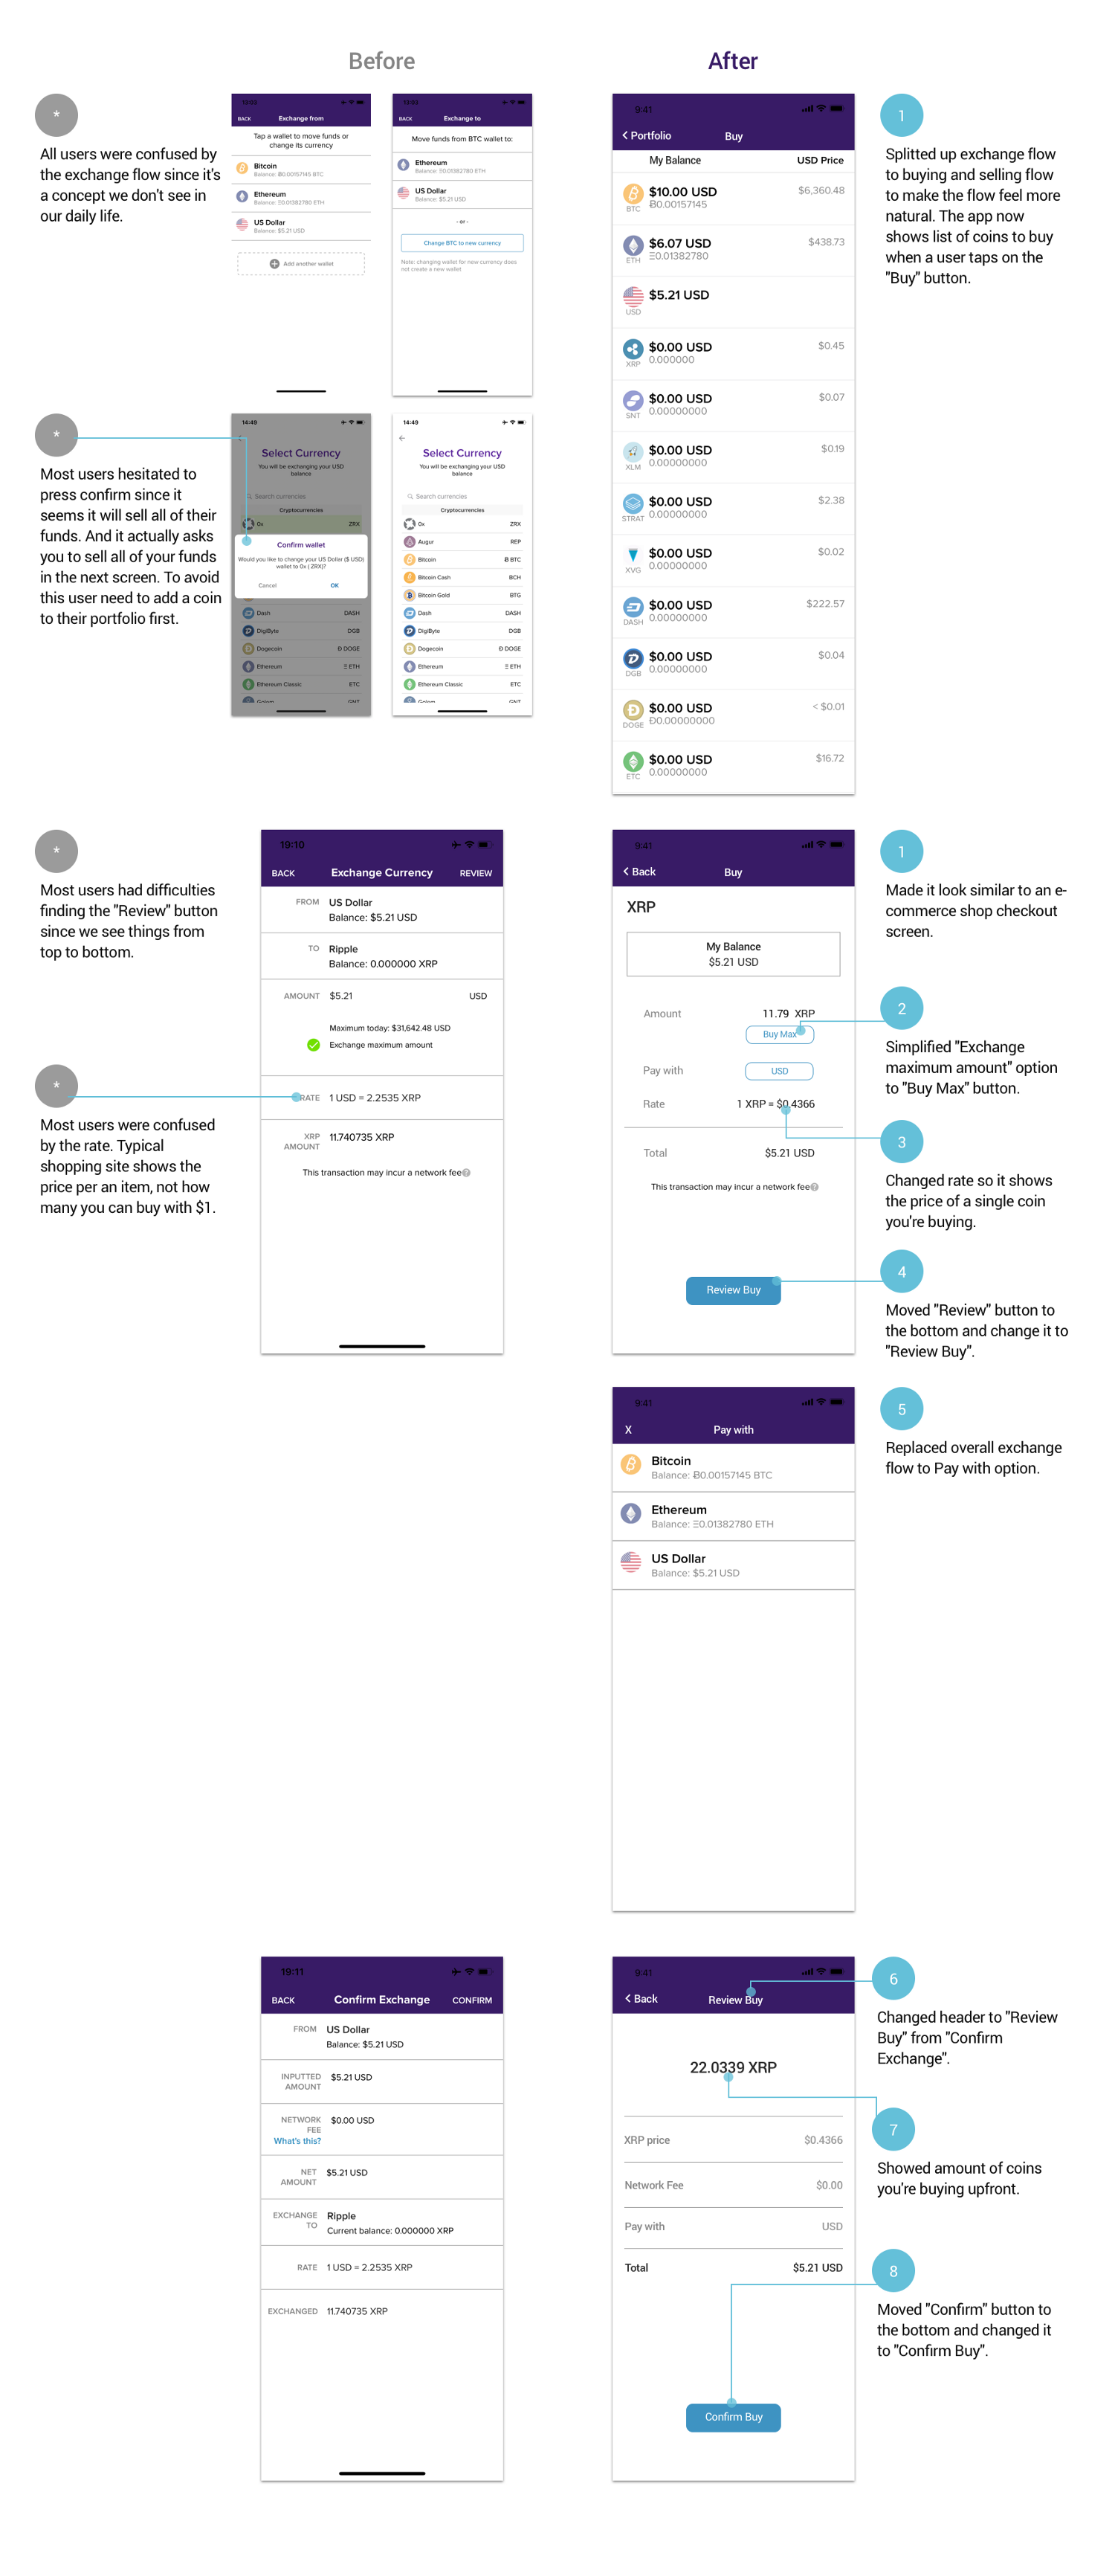 Before
After
*
All users were confused by
the exchange flow since it's
a concept we don't see in
our daily life.
13:03
BACK
Exchange from
Tap a wallet to move funds or
change its currency
Bitcoin
Balance: Ƀ0.00157145 BTC
Ethereum
Balance: Ξ0.01382780 ETH
US Dollar
Balance: $5.21 USD
Add another wallet
13:03
BACK
Exchange to
Move funds from BTC wallet to:
Ethereum
Balance: Ξ0.01382780 ETH
US Dollar
Balance: $5.21 USD
- or -
Change BTC to new currency
Note: changing wallet for new currency does
not create a new wallet
9:41
Portfolio
Buy
My Balance
USD Price
$10.00 USD
$6,360.48
Ƀ0.00157145
BTC
$6.07 USD
$438.73
Ξ0.01382780
ETH
$5.21 USD
USD
$0.00 USD
$0.45
0.000000
XRP
$0.00 USD
$0.07
0.00000000
SNT
$0.00 USD
$0.19
0.00000000
XLM
$0.00 USD
$2.38
0.00000000
STRAT
$0.00 USD
$0.02
0.00000000
XVG
$0.00 USD
$222.57
0.00000000
DASH
$0.00 USD
$0.04
0.00000000
DGB
$0.00 USD
< $0.01
Ð0.00000000
DOGE
$0.00 USD
$16.72
0.00000000
ETC
1
Splitted up exchange flow
to buying and selling flow
to make the flow feel more
natural. The app now
shows list of coins to buy
when a user taps on the
"Buy" button.
*
Most users hesitated to
press confirm since it
seems it will sell all of their
funds. And it actually asks
you to sell all of your funds
in the next screen. To avoid
this user need to add a coin
to their portfolio first.
14:49
Select Currency
You will be exchanging your USD
balance
Search currencies
Cryptocurrencies
0x
ZRX
Confirm wallet
Would you like to change your US Dollar ($ USD)
wallet to 0x ( ZRX)?
Cancel
OK
Dash
DASH
DigiByte
DGB
Dogecoin
Ð DOGE
Ethereum
Ξ ETH
Ethereum Classic
ETC
Golem
GNT
14:49
Select Currency
You will be exchanging your USD
balance
Search currencies
Cryptocurrencies
0x
ZRX
Augur
REP
Bitcoin
Ƀ BTC
Bitcoin Cash
BCH
Bitcoin Gold
BTG
Dash
DASH
DigiByte
DGB
Dogecoin
Ð DOGE
Ethereum
Ξ ETH
Ethereum Classic
ETC
Golem
GNT
*
Most users had difficulties
finding the "Review" button
since we see things from
top to bottom.
*
Most users were confused
by the rate. Typical
shopping site shows the
price per an item, not how
many you can buy with $1.
19:10
BACK
Exchange Currency
REVIEW
FROM
US Dollar
Balance: $5.21 USD
TO
Ripple
Balance: 0.000000 XRP
AMOUNT
$5.21
USD
Maximum today: $31,642.48 USD
Exchange maximum amount
RATE
1 USD = 2.2535 XRP
XRP
AMOUNT
11.740735 XRP
This transaction may incur a network fee
9:41
Back
Buy
XRP
My Balance
$5.21 USD
Amount
11.79 XRP
Buy Max
Pay with
USD
Rate
1 XRP = $0.4366
Total
$5.21 USD
This transaction may incur a network fee
Review Buy
1
Made it look similar to an e-
commerce shop checkout
screen.
2
Simplified "Exchange
maximum amount" option
to "Buy Max" button.
3
Changed rate so it shows
the price of a single coin
you're buying.
4
Moved "Review" button to
the bottom and change it to
"Review Buy".
9:41
X
Pay with
Bitcoin
Balance: Ƀ0.00157145 BTC
Ethereum
Balance: Ξ0.01382780 ETH
US Dollar
Balance: $5.21 USD
5
Replaced overall exchange
flow to Pay with option.
19:11
BACK
Confirm Exchange
CONFIRM
FROM
US Dollar
Balance: $5.21 USD
INPUTTED
AMOUNT
$5.21 USD
NETWORK
FEE
$0.00 USD
What's this?
NET
AMOUNT
$5.21 USD
EXCHANGE
TO
Ripple
Current balance: 0.000000 XRP
RATE
1 USD = 2.2535 XRP
EXCHANGED
11.740735 XRP
9:41
Back
Review Buy
22.0339 XRP
XRP price
$0.4366
Network Fee
$0.00
Pay with
USD
Total
$5.21 USD
Confirm Buy
6
Changed header to "Review
Buy" from "Confirm
Exchange".
7
Showed amount of coins
you're buying upfront.
8
Moved "Confirm" button to
the bottom and changed it
to "Confirm Buy".